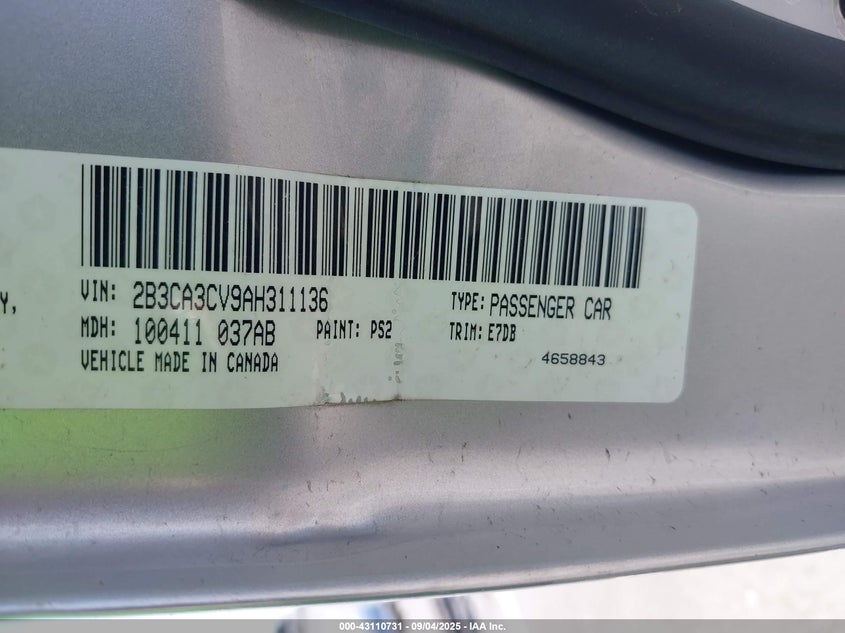 Y,
VIN: 2B3CA3CV9AH311136 TYPE: PASSENGER CAR
MDH: 100411 037AB PAINT: PS2 TRIM: E7DB
VEHICLE MADE IN CANADA 4658843
000-43110731 - 09/04/2025 - IAA Inc.